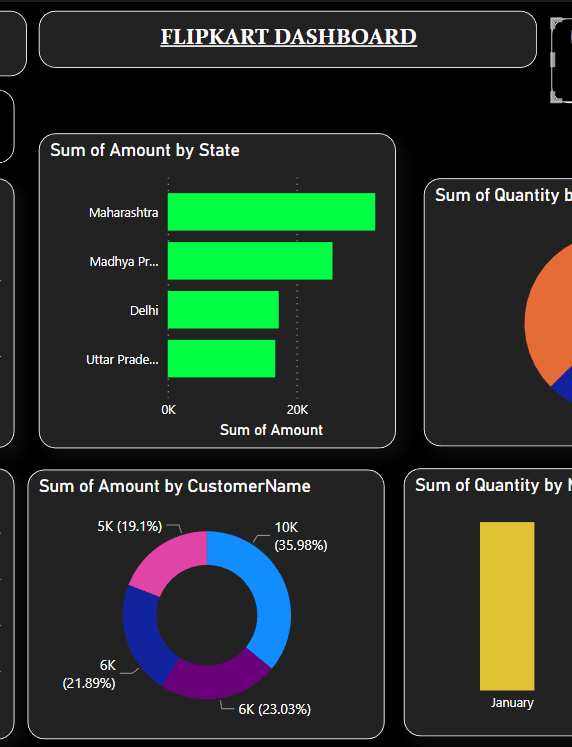 FLIPKART DASHBOARD
Sum of Amount by State
Maharashtra
Madhya Pr...
Delhi
Uttar Prade...
0K
20K
Sum of Amount
Sum of Quantity b
Sum of Amount by CustomerName
5K (19.1%)
10K
(35.98%)
6K
(21.89%)
6K (23.03%)
Sum of Quantity by
January